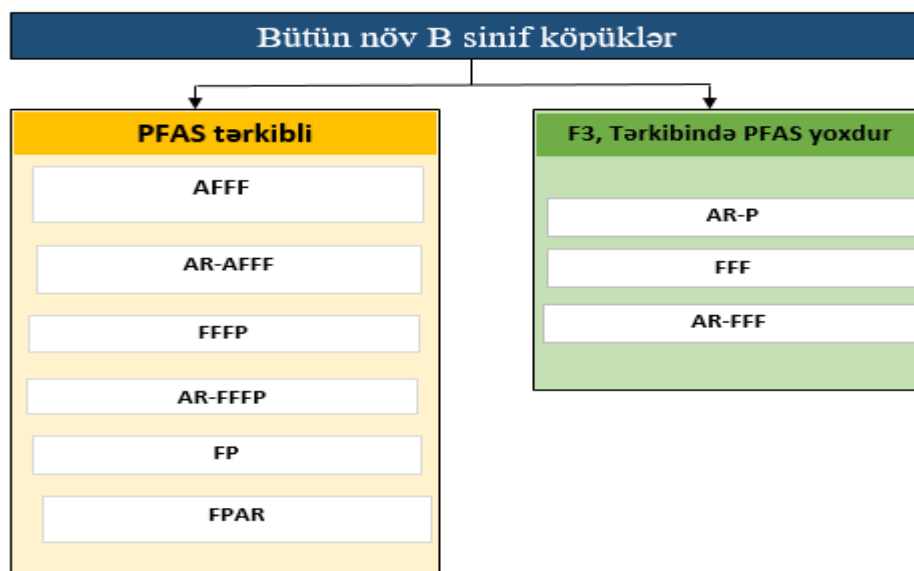 Bütün növ B sinif köpüklər
PFAS tərkibli
AFFF
AR-AFFF
FFFP
AR-FFFP
FP
FPAR
F3, Tərkibində PFAS yoxdur
AR-P
FFF
AR-FFF